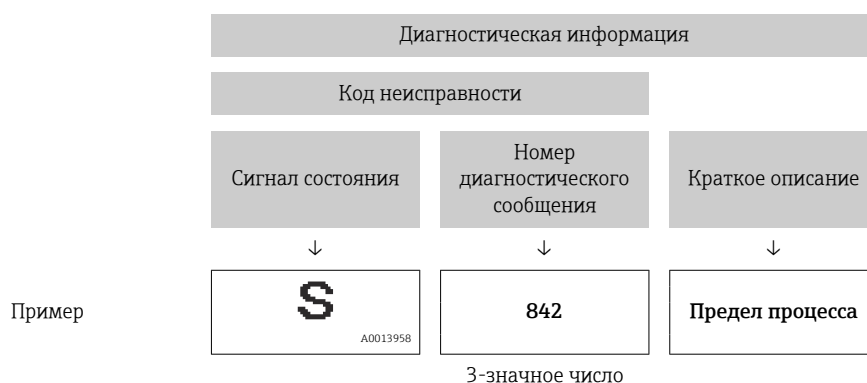 Диагностическая информация
Код неисправности
Сигнал состояния
Номер
диагностического
сообщения
Краткое описание
↓ ↓ ↓
Пример
S
A0013958
842
Предел процесса
3-значное число